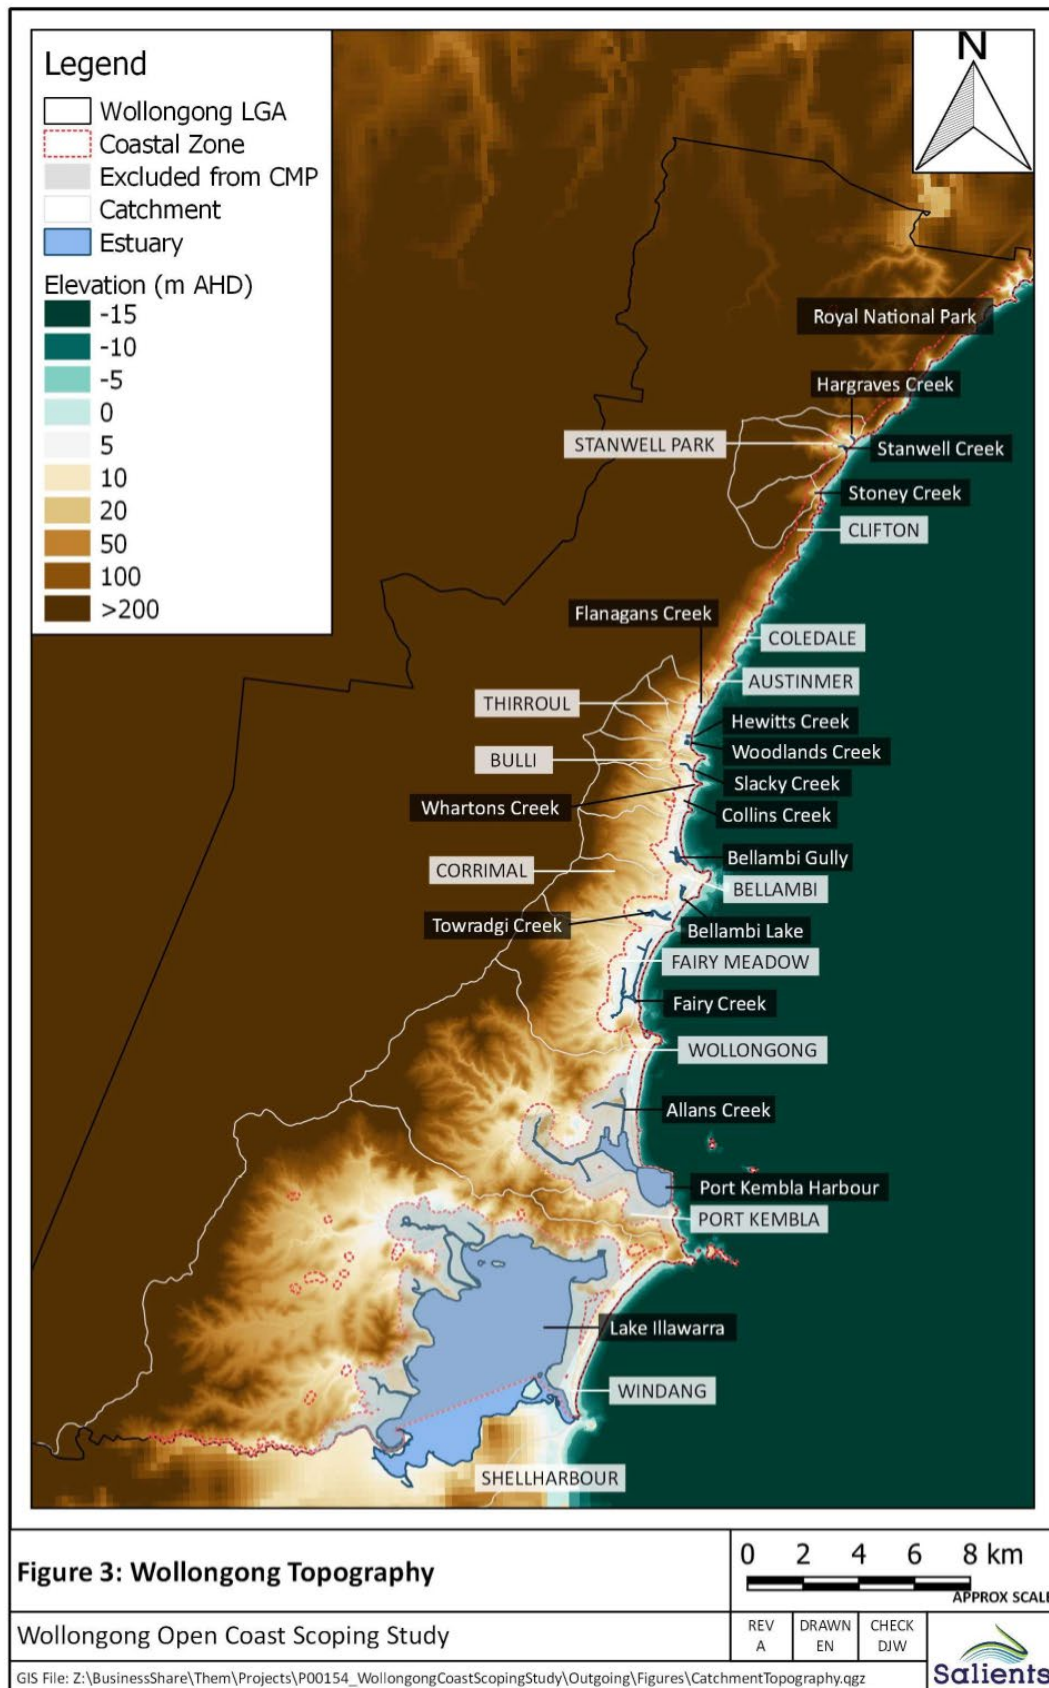 Legend
Wollongong LGA
Coastal Zone
Excluded from CMP
Catchment
Estuary
Elevation (m AHD)
-15
-10
-5
0
5
10
20
50
100
>200
N
Royal National Park
Hargraves Creek
STANWELL PARK
Stanwell Creek
Stoney Creek
CLIFTON
Flanagans Creek
COLEDALE
AUSTINMER
THIRROUL
Hewitts Creek
Woodlands Creek
BULLI
Slacky Creek
Whartons Creek
Collins Creek
Bellambi Gully
CORRIMAL
BELLAMBI
Towradgi Creek
Bellambi Lake
FAIRY MEADOW
Fairy Creek
WOLLONGONG
Allans Creek
Port Kembla Harbour
PORT KEMBLA
Lake Illawarra
WINDANG
SHELLHARBOUR
Figure 3: Wollongong Topography
0 2 4 6 8 km
APPROX SCALE
Wollongong Open Coast Scoping Study
REV DRAWN CHECK
A EN DJW
GIS File: Z:\BusinessShare\Them\Projects\P00154_WollongongCoastScopingStudy\Outgoing\Figures\CatchmentTopography.qgz
Salients